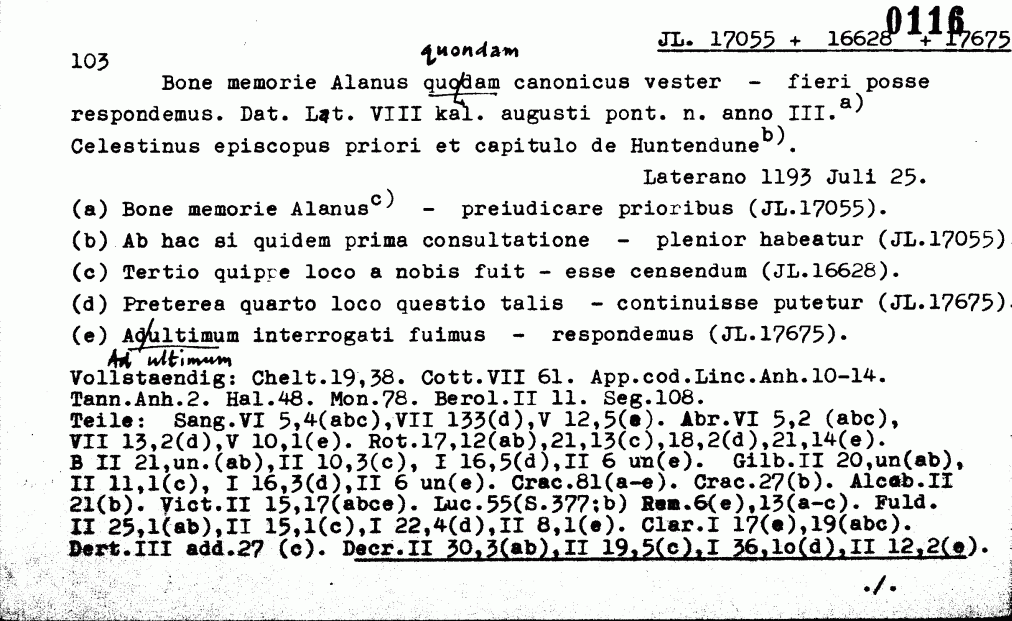 0116
JL. 17055 + 16628 + 17675
103
quondam
Bone memorie Alanus quodam canonicus vester - fieri posse
respondemus. Dat. Lat. VIII kal. augusti pont. n. anno III.a)
Celestinus episcopus priori et capitulo de Huntendune b).
Laterano 1193 Juli 25.
(a) Bone memorie Alanus c) - preiudicare prioribus (JL.17055).
(b) Ab hac si quidem prima consultatione - plenior habeatur (JL.17055)
(c) Tertio quippe loco a nobis fuit - esse censendum (JL.16628).
(d) Preterea quarto loco questio talis - continuisse putetur (JL.17675).
(e) Adultimum interrogati fuimus - respondemus (JL.17675).
Ad ultimum
Vollstaendig: Chelt.19,38. Cott.VII 61. App.cod.Linc.Anh.10-14.
Tann.Anh.2. Hal.48. Mon.78. Berol.II 11. Seg.108.
Teile: Sang.VI 5,4(abc),VII 133(d),V 12,5(e). Abr.VI 5,2 (abc),
VII 13,2(d),V 10,1(e). Rot.17,12(ab),21,13(c),18,2(d),21,14(e).
B II 21,un.(ab),II 10,3(c), I 16,5(d),II 6 un(e). Gilb.II 20,un(ab),
II 11,1(c), I 16,3(d),II 6 un(e). Crac.81(a-e). Crac.27(b). Alcob.II
21(b). Vict.II 15,17(abce). Luc.55(S.377;b) Rem.6(e),13(a-c). Fuld.
II 25,1(ab),II 15,1(c),I 22,4(d),II 8,1(e). Clar.I 17(e),19(abc).
Dert.III add.27 (c). Decr.II 30,3(ab),II 19,5(c),I 36,1o(d),II 12,2(e).
./.